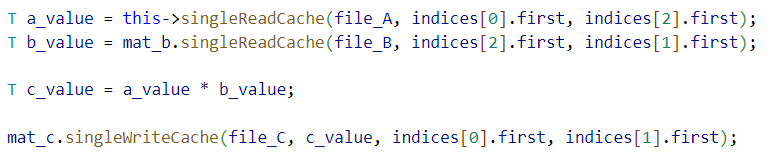 T a_value = this->singleReadCache(file_A, indices[0].first, indices[2].first);
T b_value = mat_b.singleReadCache(file_B, indices[2].first, indices[1].first);
T c_value = a_value * b_value;
mat_c.singleWriteCache(file_C, c_value, indices[0].first, indices[1].first);